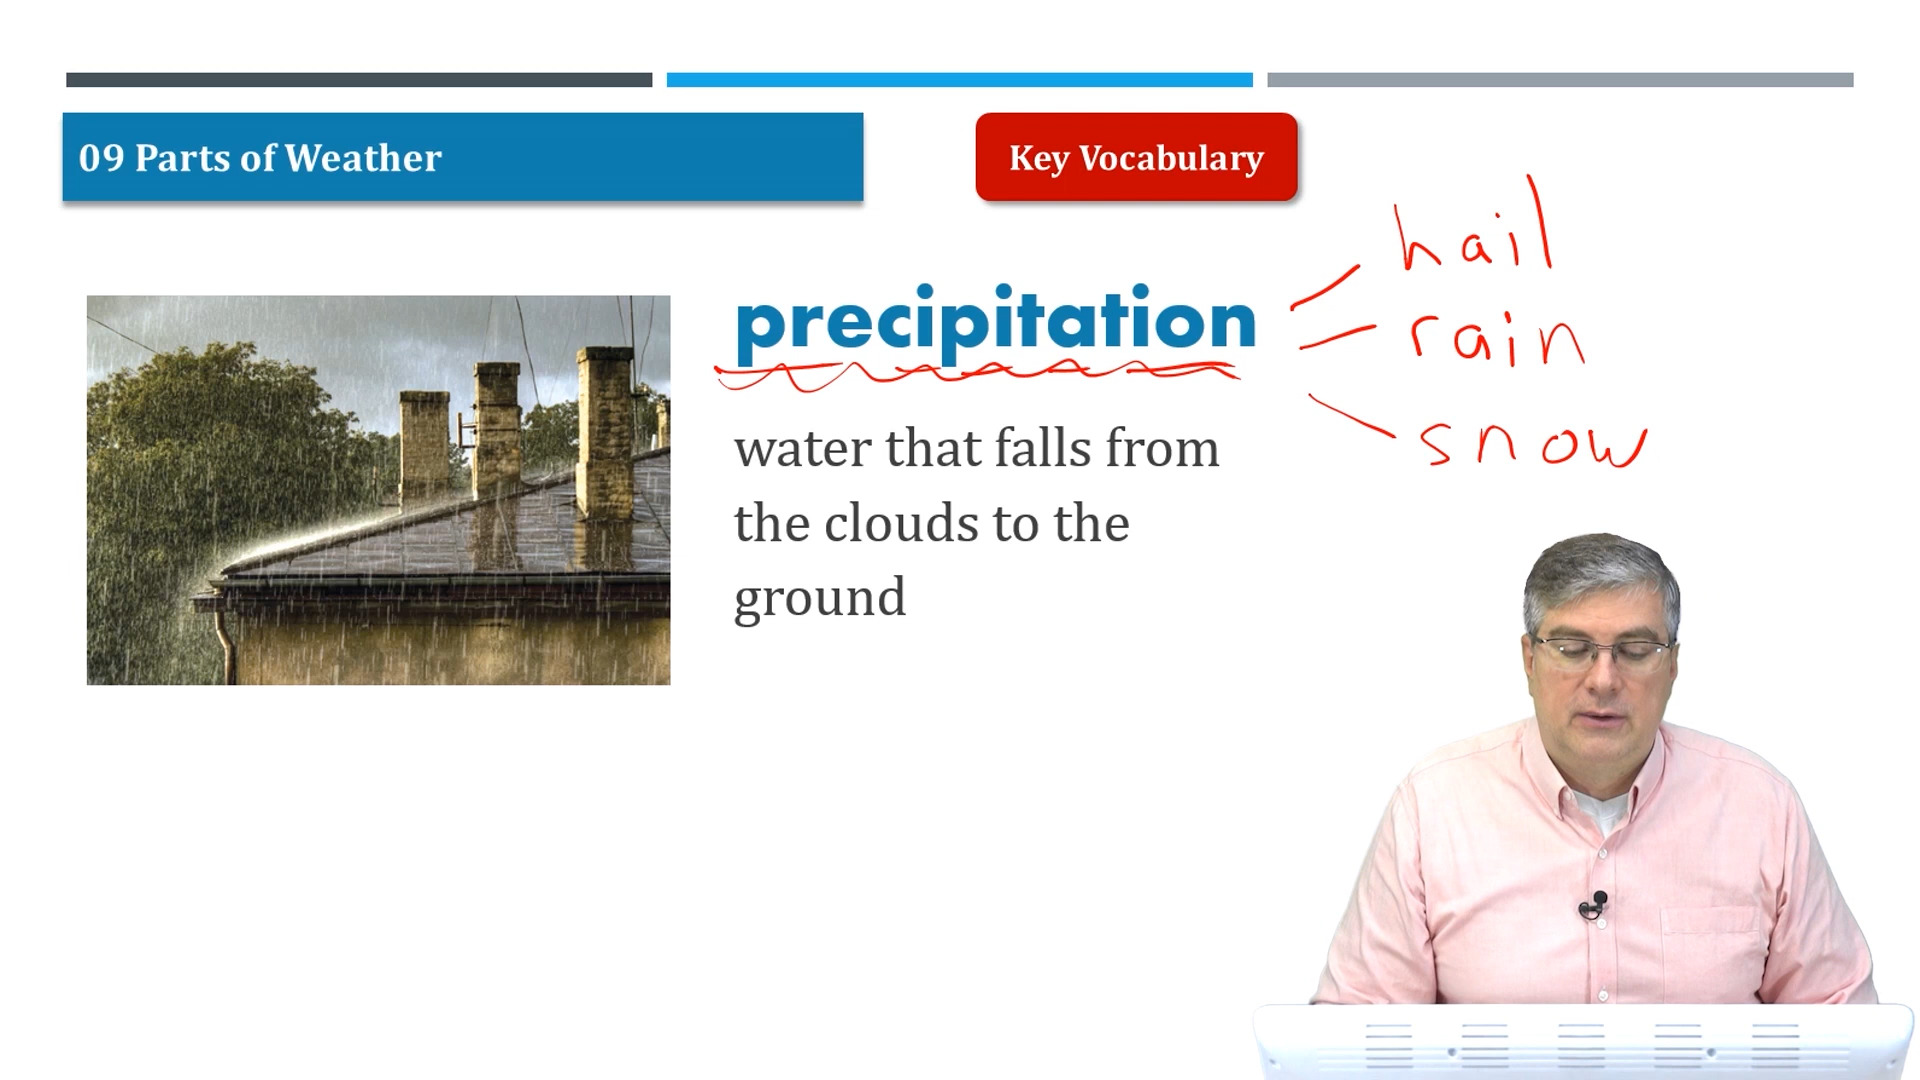 09 Parts of Weather
Key Vocabulary
precipitation
water that falls from
the clouds to the
ground
hail
rain
snow